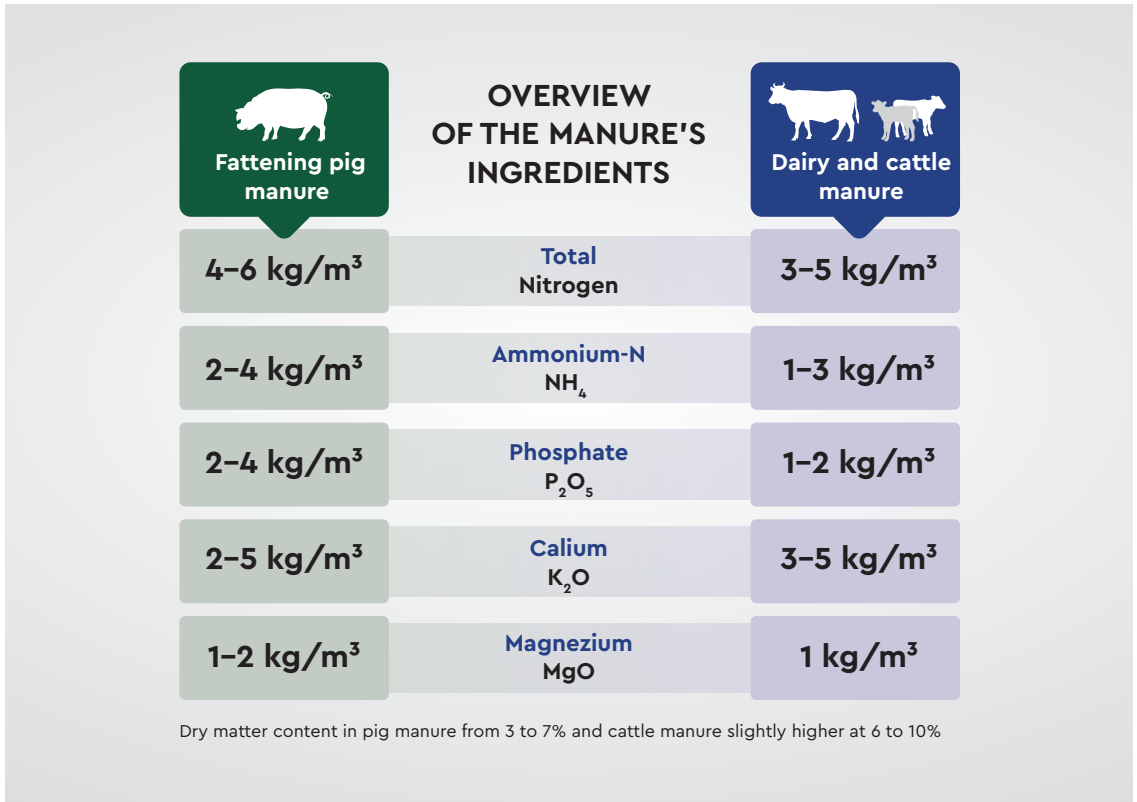 OVERVIEW
OF THE MANURE'S
INGREDIENTS
Fattening pig
manure
Dairy and cattle
manure
4–6 kg/m³
Total
Nitrogen
3–5 kg/m³
2–4 kg/m³
Ammonium-N
NH₄
1–3 kg/m³
2–4 kg/m³
Phosphate
P₂O₅
1–2 kg/m³
2–5 kg/m³
Calium
K₂O
3–5 kg/m³
1–2 kg/m³
Magnezium
MgO
1 kg/m³
Dry matter content in pig manure from 3 to 7% and cattle manure slightly higher at 6 to 10%